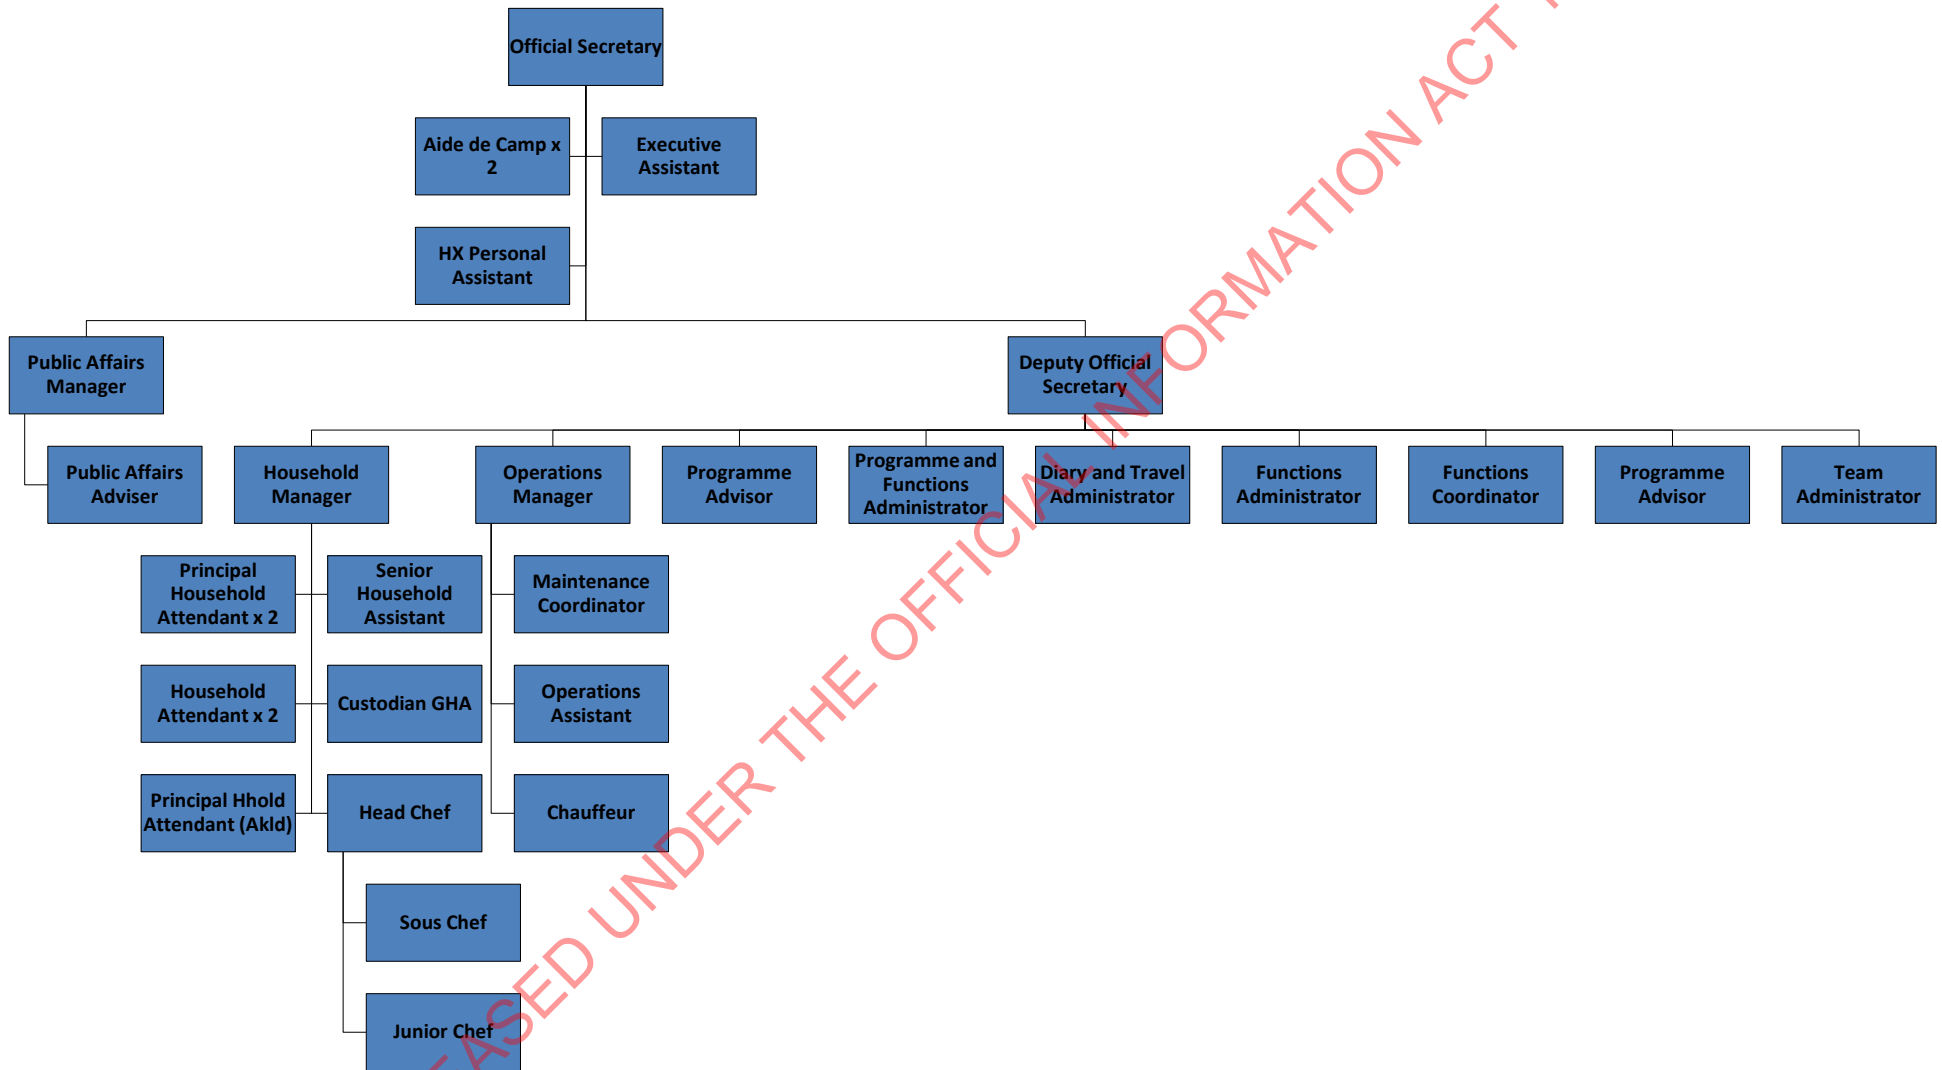 Official Secretary
Aide de Camp x
2
Executive
Assistant
HX Personal
Assistant
Public Affairs
Manager
Deputy Official
Secretary
Public Affairs
Adviser
Household
Manager
Operations
Manager
Programme
Advisor
Programme and
Functions
Administrator
Diary and Travel
Administrator
Functions
Administrator
Functions
Coordinator
Programme
Advisor
Team
Administrator
Principal
Household
Attendant x 2
Senior
Household
Assistant
Maintenance
Coordinator
Household
Attendant x 2
Custodian GHA
Operations
Assistant
Principal Hhold
Attendant (Akld)
Head Chef
Chauffeur
Sous Chef
Junior Chef
EASED UNDER THE OFFICIAL INFORMATION ACT